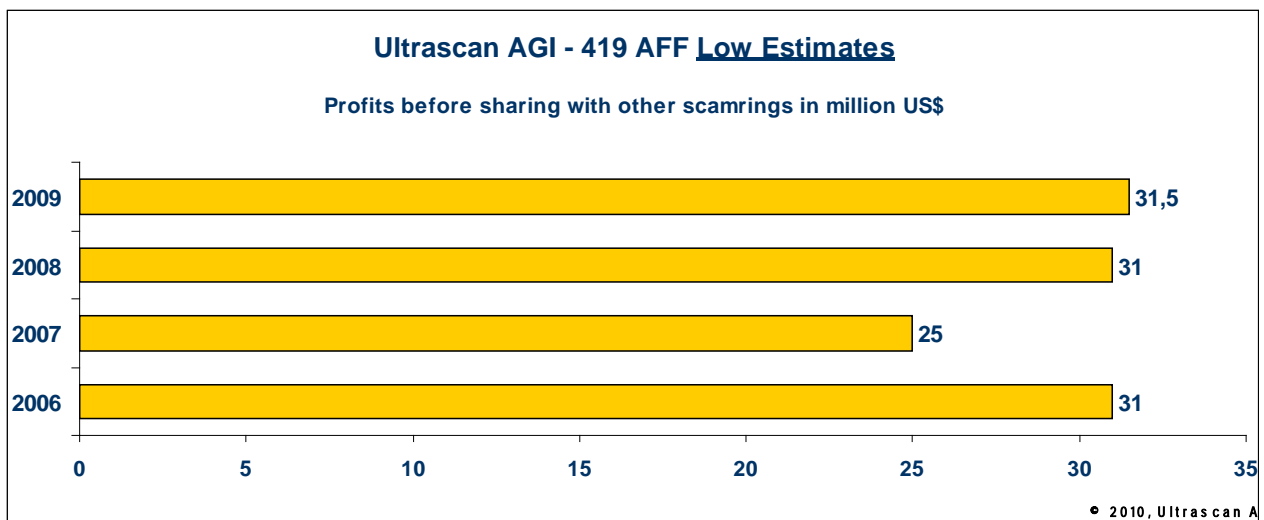 Ultrascan AGI - 419 AFF Low Estimates
Profits before sharing with other scamrings in million US$
2009 31,5
2008 31
2007 25
2006 31
0 5 10 15 20 25 30 35
© 2010, Ultrascan A